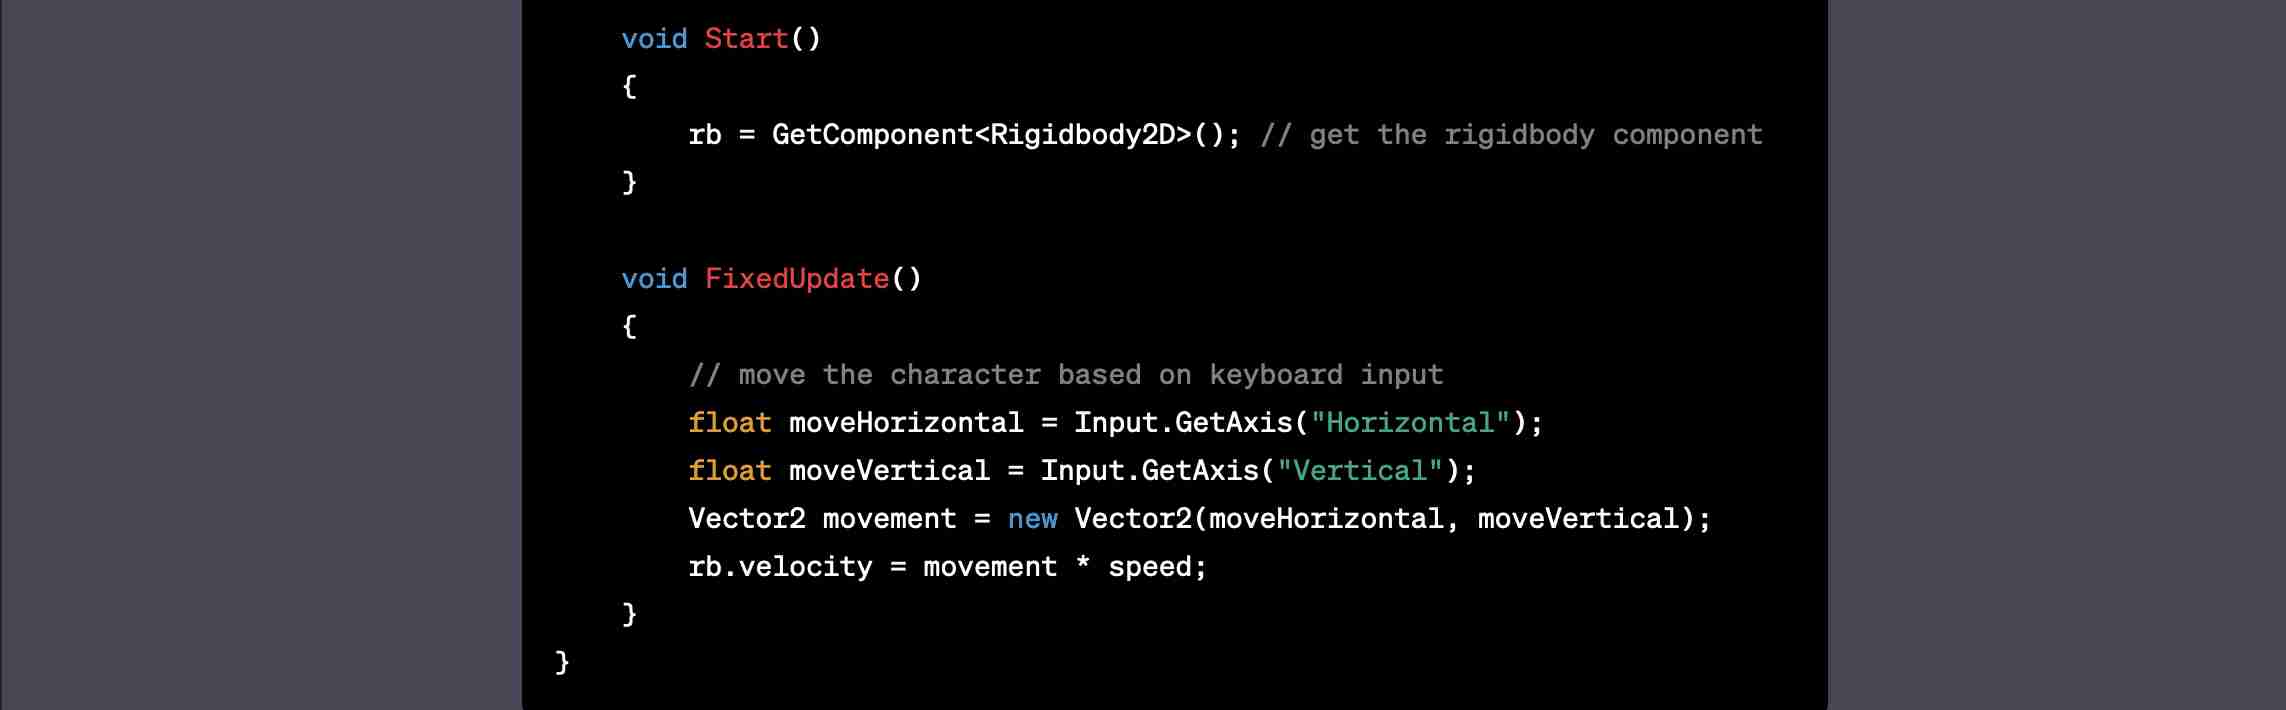 void Start()
{
rb = GetComponent<Rigidbody2D>(); // get the rigidbody component
}
void FixedUpdate()
{
// move the character based on keyboard input
float moveHorizontal = Input.GetAxis("Horizontal");
float moveVertical = Input.GetAxis("Vertical");
Vector2 movement = new Vector2(moveHorizontal, moveVertical);
rb.velocity = movement * speed;
}
}